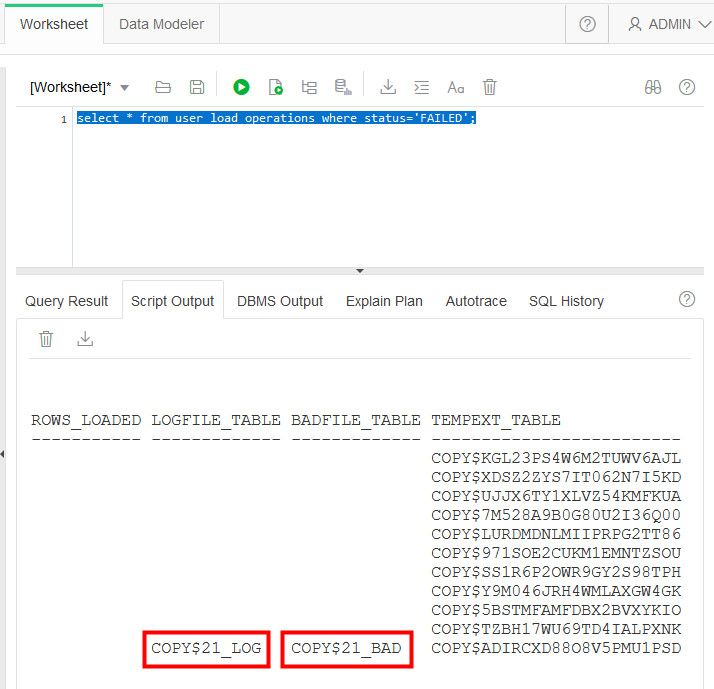 Worksheet Data Modeler ? ADMIN
[Worksheet]* Aa ?
1 select * from user load operations where status='FAILED';
Query Result Script Output DBMS Output Explain Plan Autotrace SQL History ?
ROWS_LOADED LOGFILE_TABLE BADFILE_TABLE TEMPEXT_TABLE
----------- ------------- ------------- -------------------------
COPY$KGL23PS4W6M2TUWV6AJL
COPY$XDSZ2ZYS7IT062N7I5KD
COPY$UJJX6TY1XLVZ54KMFKUA
COPY$7M528A9B0G80U2I36Q00
COPY$LURDMDNLMIIPRPG2TT86
COPY$971SOE2CUKM1EMNTZSOU
COPY$SS1R6P2OWR9GY2S98TPH
COPY$Y9M046JRH4WMLAXGW4GK
COPY$5BSTMFAMFDBX2BVXYKIO
COPY$TZBH17WU69TD4IALPXNK
COPY$21_LOG COPY$21_BAD COPY$ADIRCXD88O8V5PMU1PSD